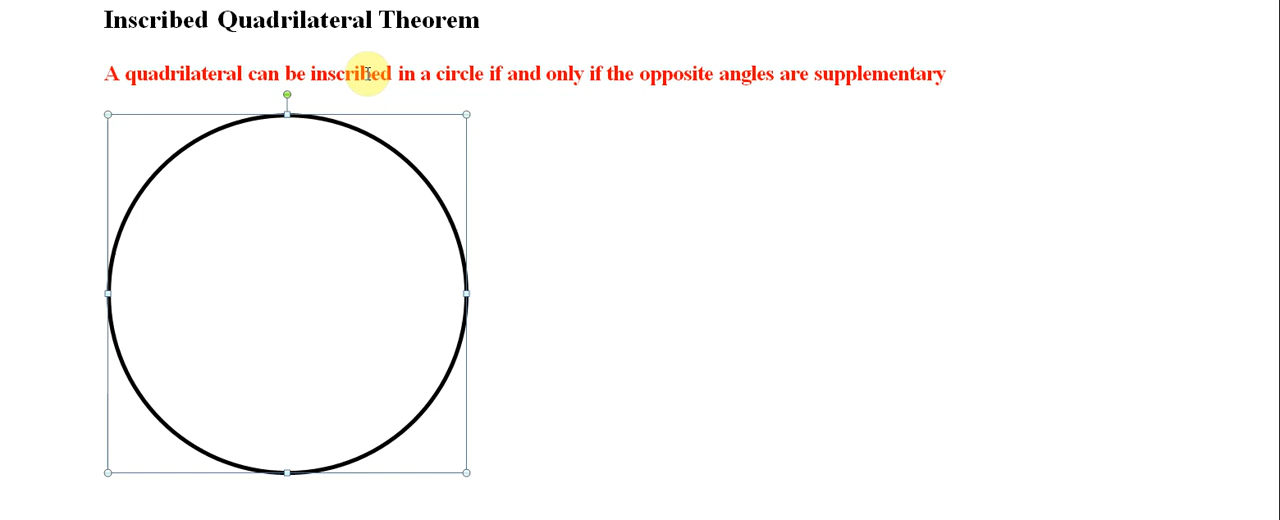 Inscribed Quadrilateral Theorem
A quadrilateral can be inscribed in a circle if and only if the opposite angles are supplementary